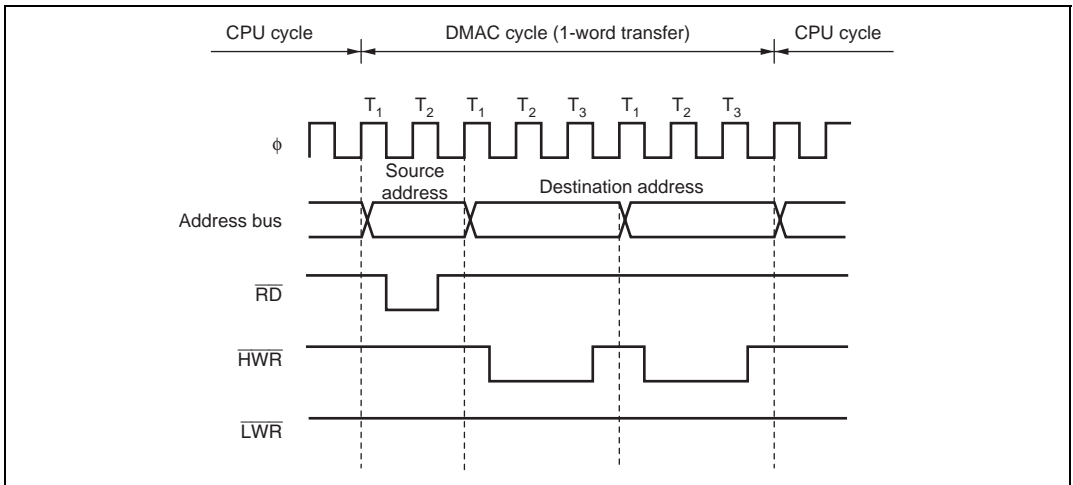 CPU cycle DMAC cycle (1-word transfer) CPU cycle
T1 T2 T1 T2 T3 T1 T2 T3
ϕ
Source
address
Destination address
Address bus
RD
HWR
LWR